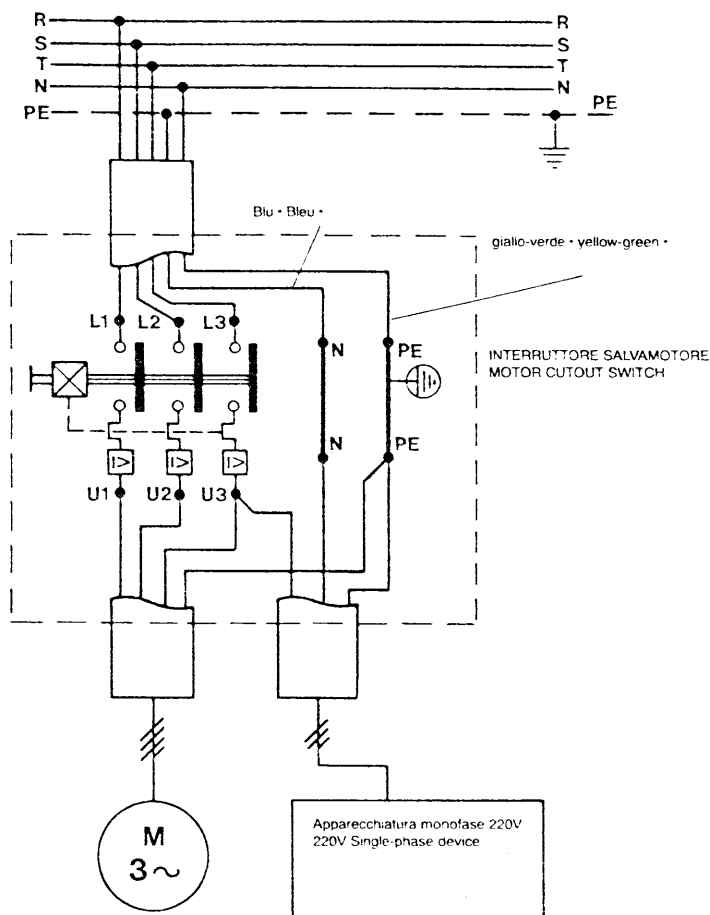 R R
S S
T T
N N
PE PE
Blu • Bleu •
giallo-verde • yellow-green •
L1 L2 L3
N PE
INTERRUTTORE SALVAMOTORE
MOTOR CUTOUT SWITCH
N PE
I> I> I>
U1 U2 U3
Apparecchiatura monofase 220V
220V Single-phase device
M
3~